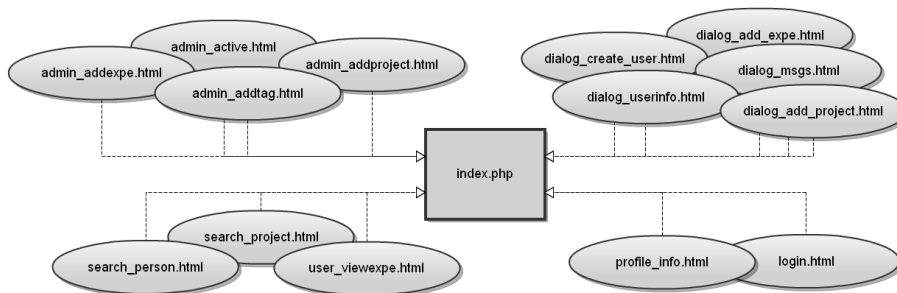 admin_active.html
admin_addexpe.html
admin_addproject.html
admin_addtag.html
dialog_add_expe.html
dialog_create_user.html
dialog_msgs.html
dialog_userinfo.html
dialog_add_project.html
index.php
search_project.html
search_person.html
user_viewexpe.html
profile_info.html
login.html